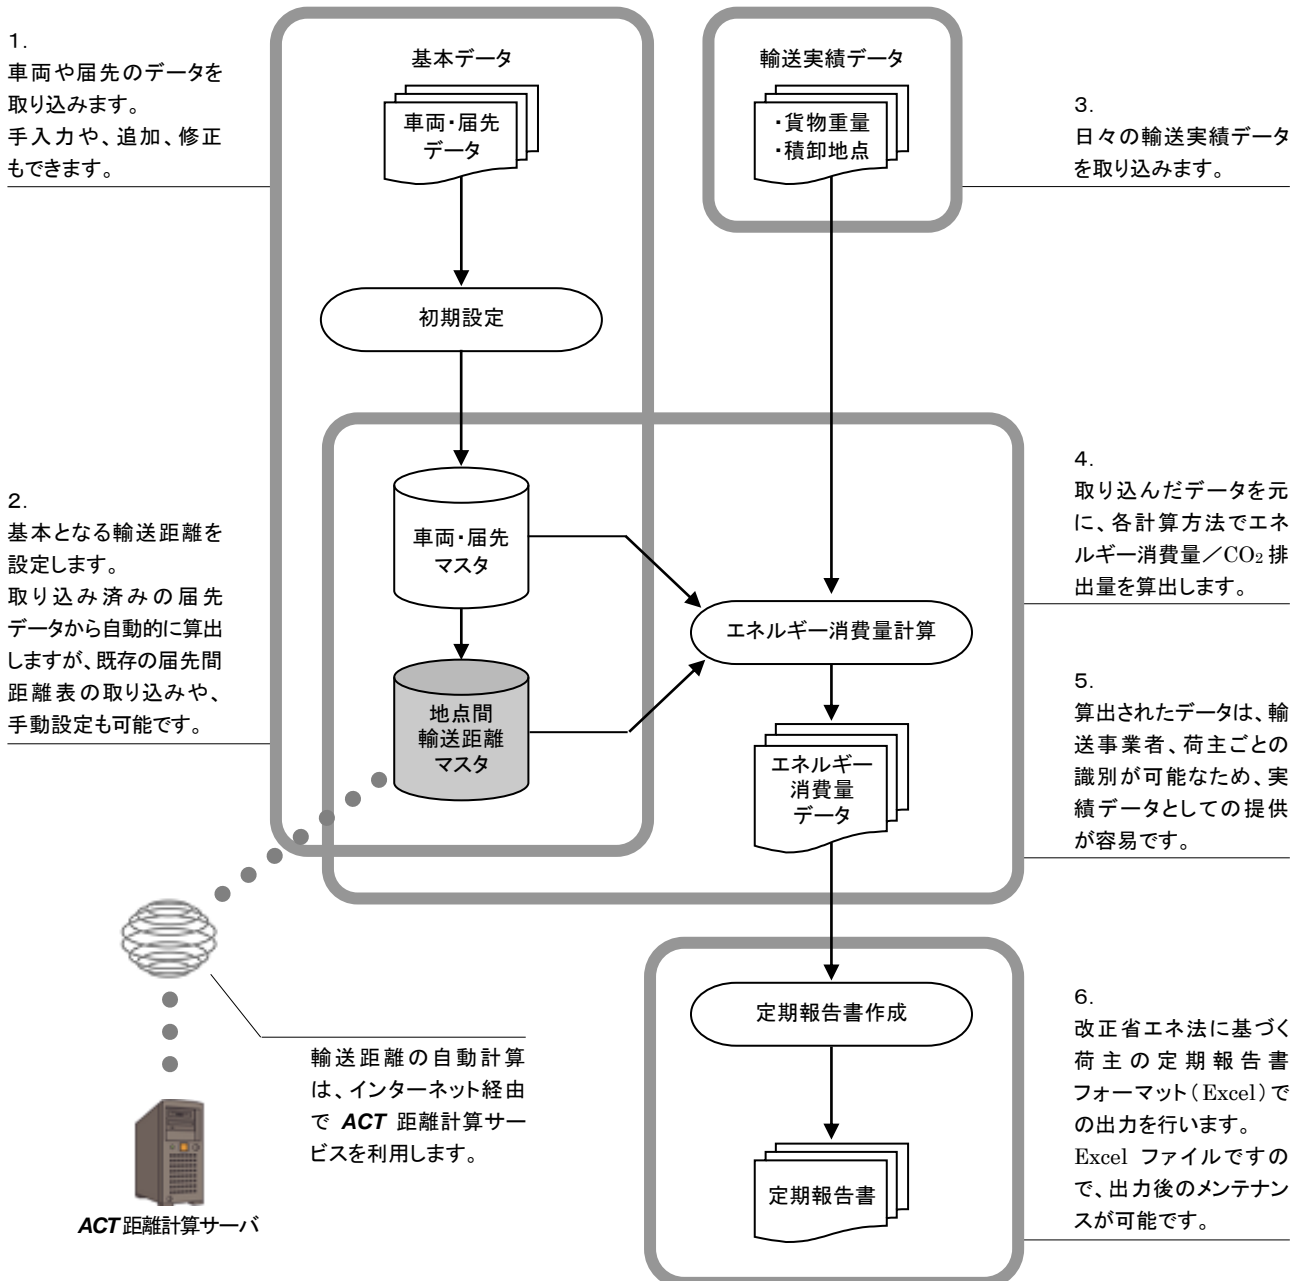 1.
車両や届先のデータを
取り込みます。
手入力や、追加、修正
もできます。
基本データ
車両・届先
データ
輸送実績データ
・貨物重量
・積卸地点
3.
日々の輸送実績データ
を取り込みます。
初期設定
2.
基本となる輸送距離を
設定します。
取り込み済みの届先
データから自動的に算出
しますが、既存の届先間
距離表の取り込みや、
手動設定も可能です。
車両・届先
マスタ
地点間
輸送距離
マスタ
4.
取り込んだデータを元
に、各計算方法でエネ
ルギー消費量／CO₂排
出量を算出します。
エネルギー消費量計算
エネルギー
消費量
データ
5.
算出されたデータは、輸
送事業者、荷主ごとの
識別が可能なため、実
績データとしての提供
が容易です。
輸送距離の自動計算
は、インターネット経由
で ACT 距離計算サー
ビスを利用します。
ACT 距離計算サーバ
定期報告書作成
定期報告書
6.
改正省エネ法に基づく
荷主の定期報告書
フォーマット（Excel）で
の出力を行います。
Excel ファイルですの
で、出力後のメンテナン
スが可能です。